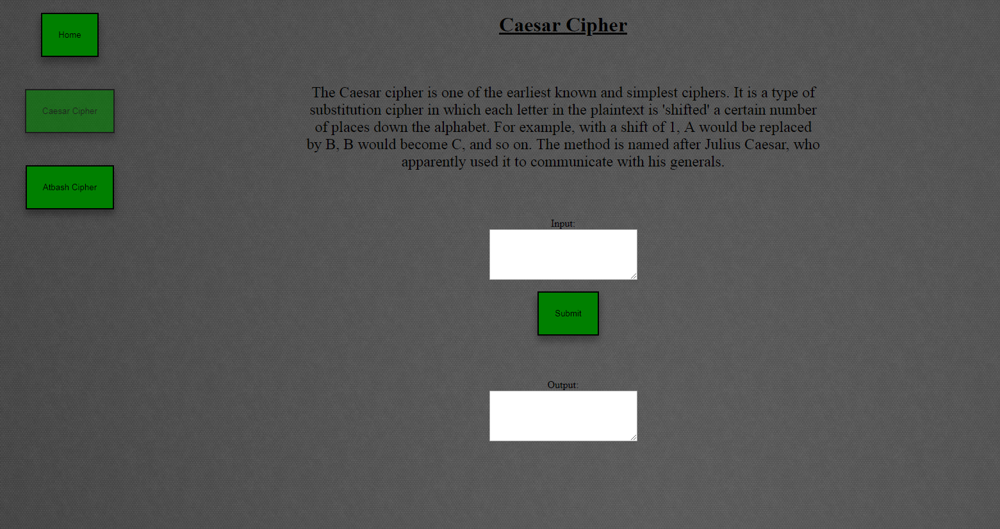 Home
Caesar Cipher
Atbash Cipher
Caesar Cipher
The Caesar cipher is one of the earliest known and simplest ciphers. It is a type of
substitution cipher in which each letter in the plaintext is 'shifted' a certain number
of places down the alphabet. For example, with a shift of 1, A would be replaced
by B, B would become C, and so on. The method is named after Julius Caesar, who
apparently used it to communicate with his generals.
Input:
Submit
Output: